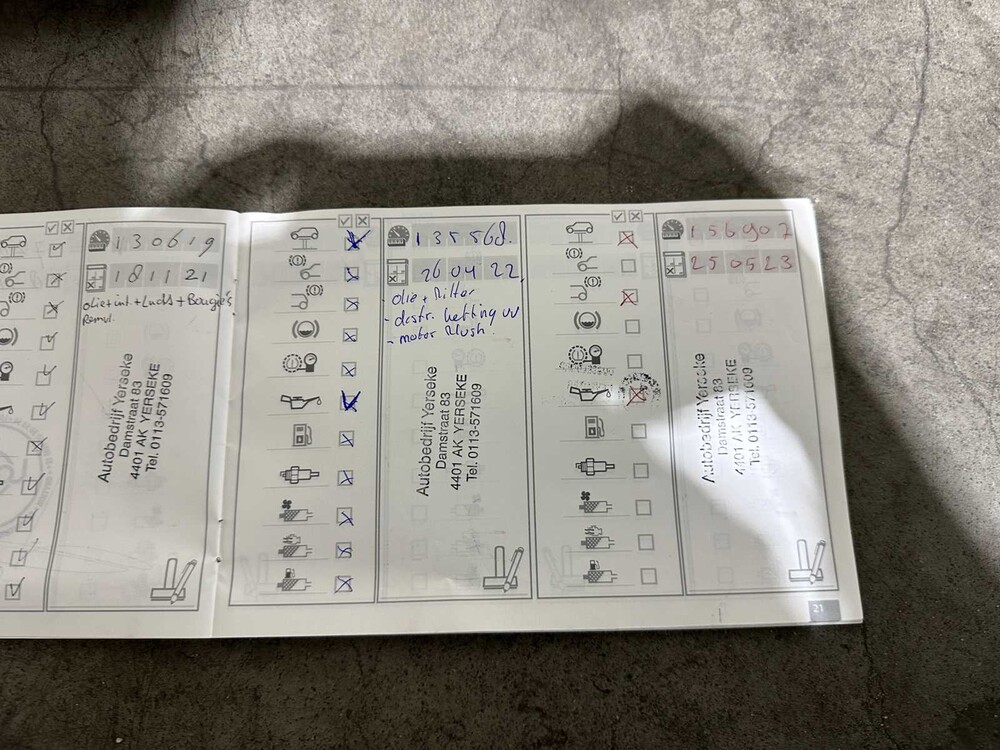 130619
181121
olie + int. + Lucht + Bougie's
Remvl.
Autobedrijf Yerseke
Damstraat 83
4401 AK YERSEKE
Tel. 0113-571609
135568.
26 04 22
- olie + filter
- distr. ketting vv
- motor flush.
Autobedrijf Yerseke
Damstraat 83
4401 AK YERSEKE
Tel. 0113-571609
156907
250523
Autobedrijf Yerseke
Damstraat 83
4401 AK YERSEKE
Tel. 0113-571609
21